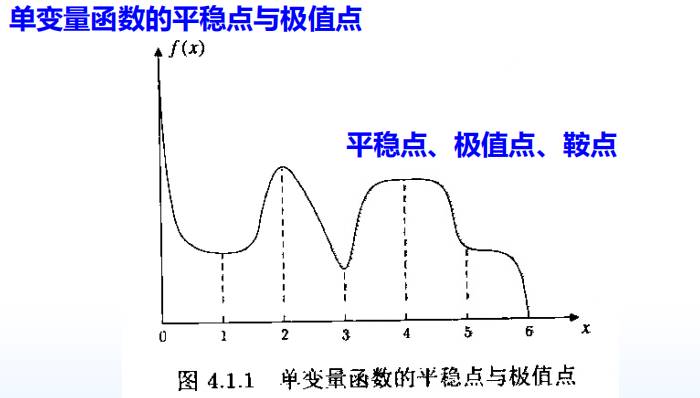 单变量函数的平稳点与极值点
f(x)
平稳点、极值点、鞍点
0 1 2 3 4 5 6 x
图 4.1.1 单变量函数的平稳点与极值点